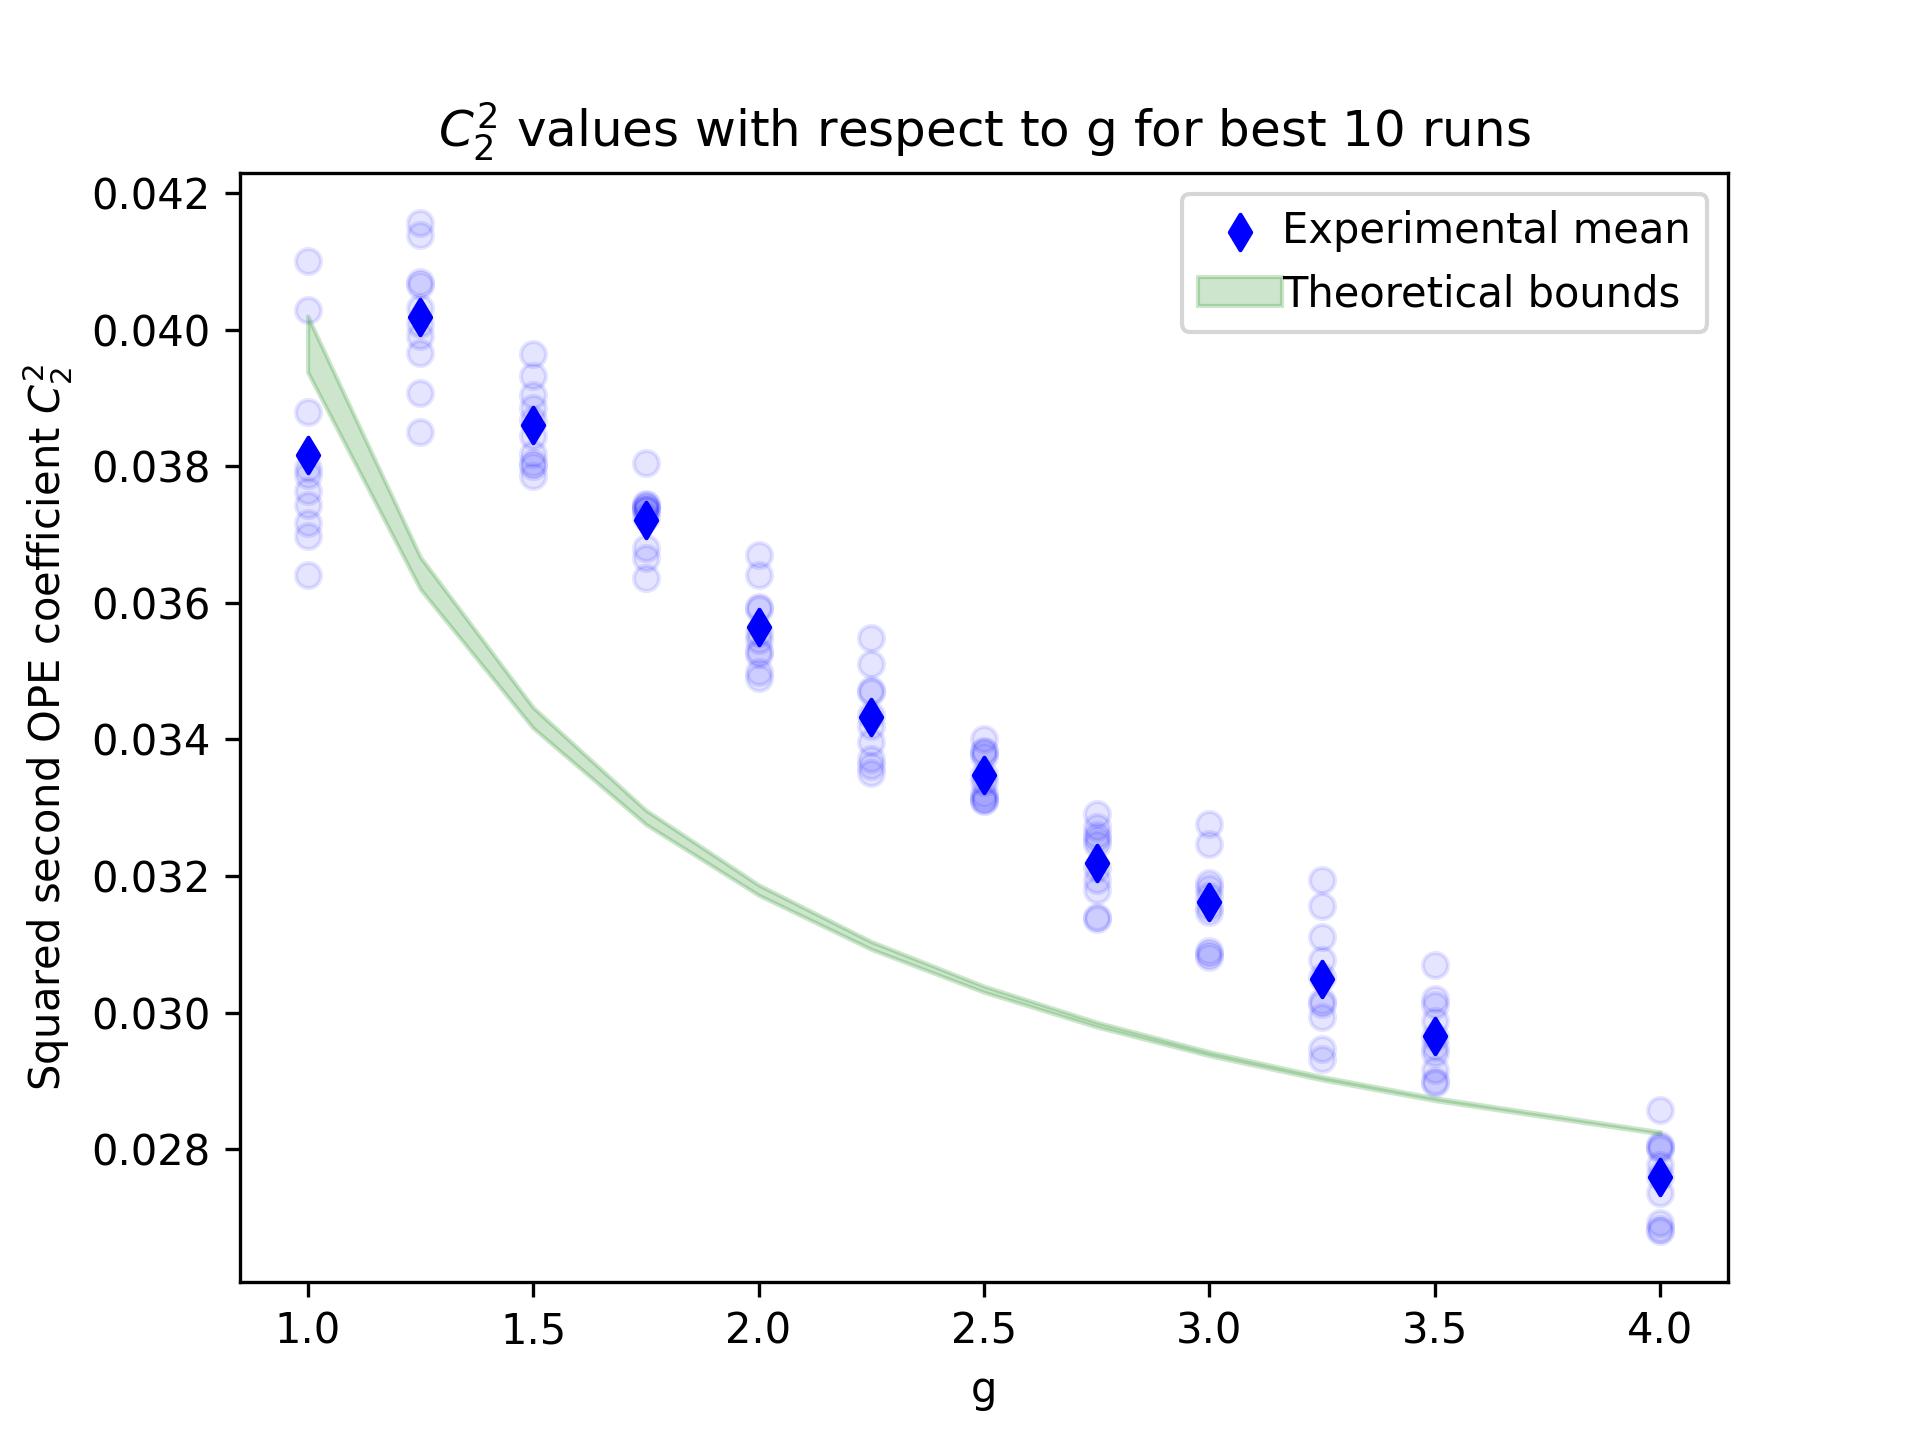 $C_2^2$ values with respect to g for best 10 runs
Experimental mean
Theoretical bounds
Squared second OPE coefficient $C_2^2$
0.042
0.040
0.038
0.036
0.034
0.032
0.030
0.028
1.0 1.5 2.0 2.5 3.0 3.5 4.0
g